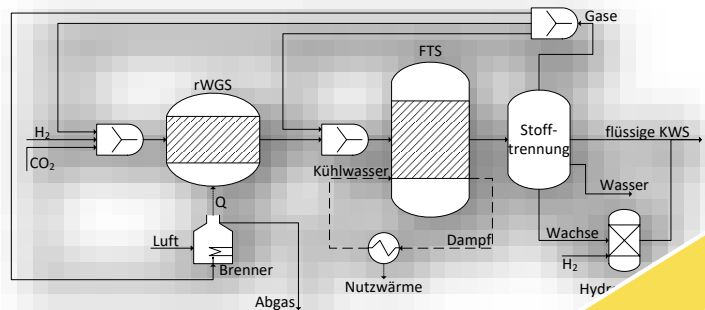 Gase
FTS
rWGS
H2
CO2
Stoff-
trennung
flüssige KWS
Kühlwasser
Wasser
Q
Luft
Brenner
Dampf
Wachse
H2
Nutzwärme
Abgas